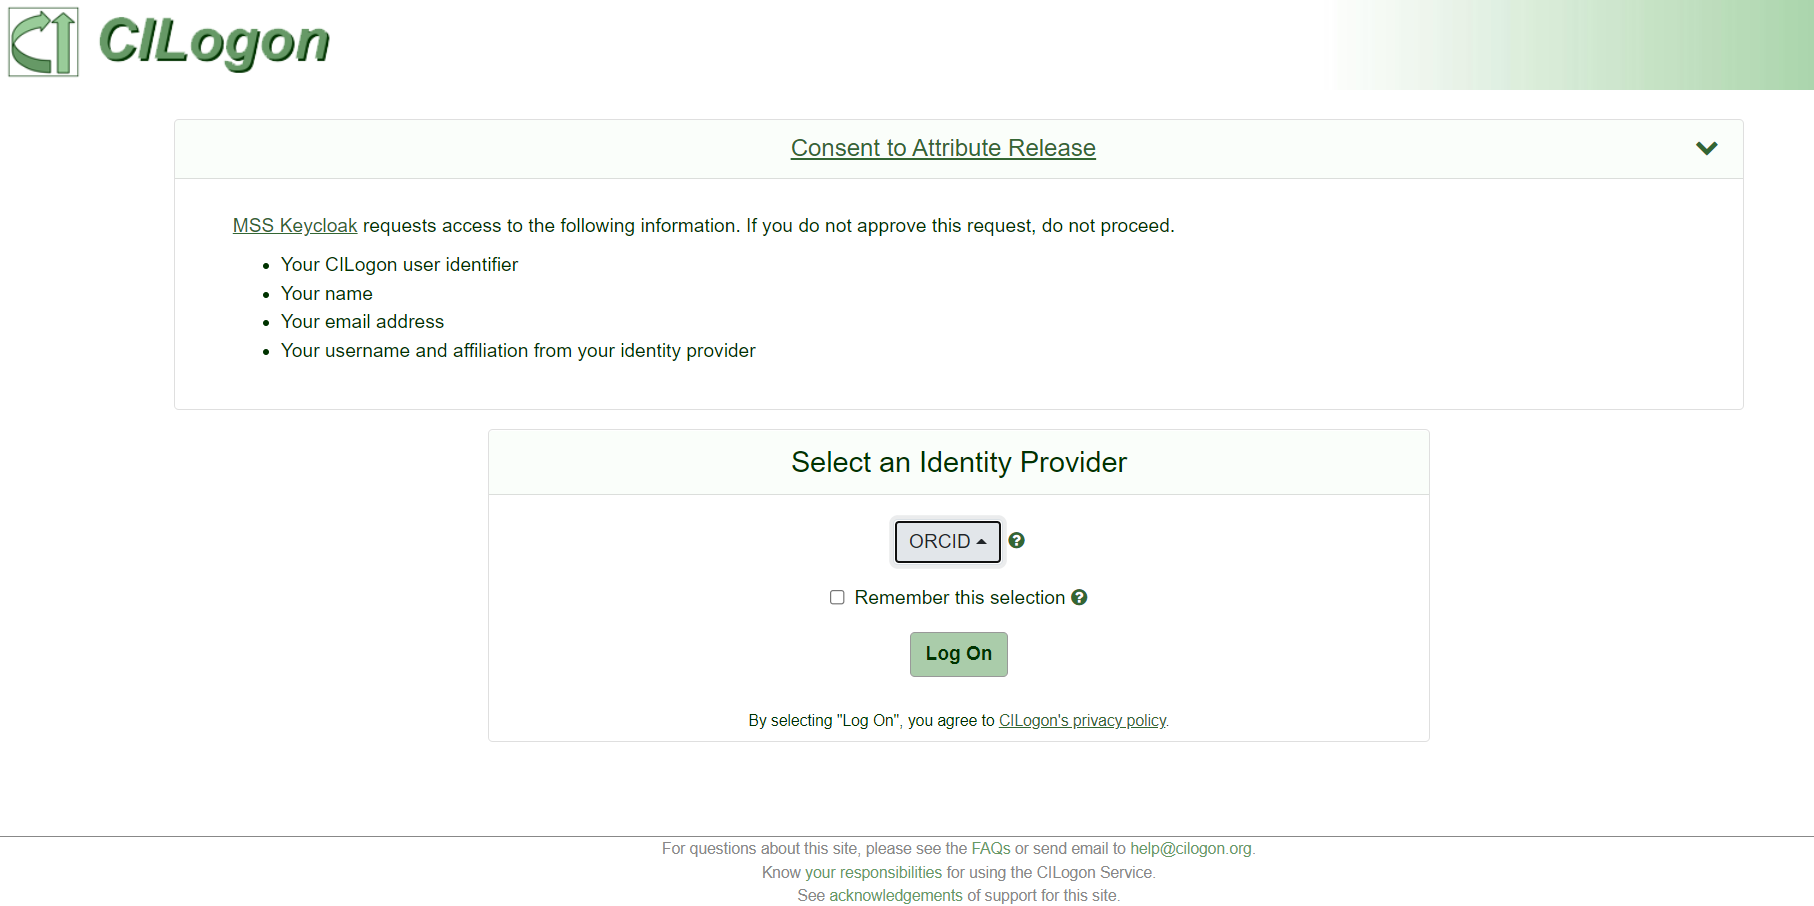 CILogon
Consent to Attribute Release
MSS Keycloak requests access to the following information. If you do not approve this request, do not proceed.
Your CILogon user identifier
Your name
Your email address
Your username and affiliation from your identity provider
Select an Identity Provider
ORCID
Remember this selection
Log On
By selecting "Log On", you agree to CILogon's privacy policy.
For questions about this site, please see the FAQs or send email to help@cilogon.org.
Know your responsibilities for using the CILogon Service.
See acknowledgements of support for this site.